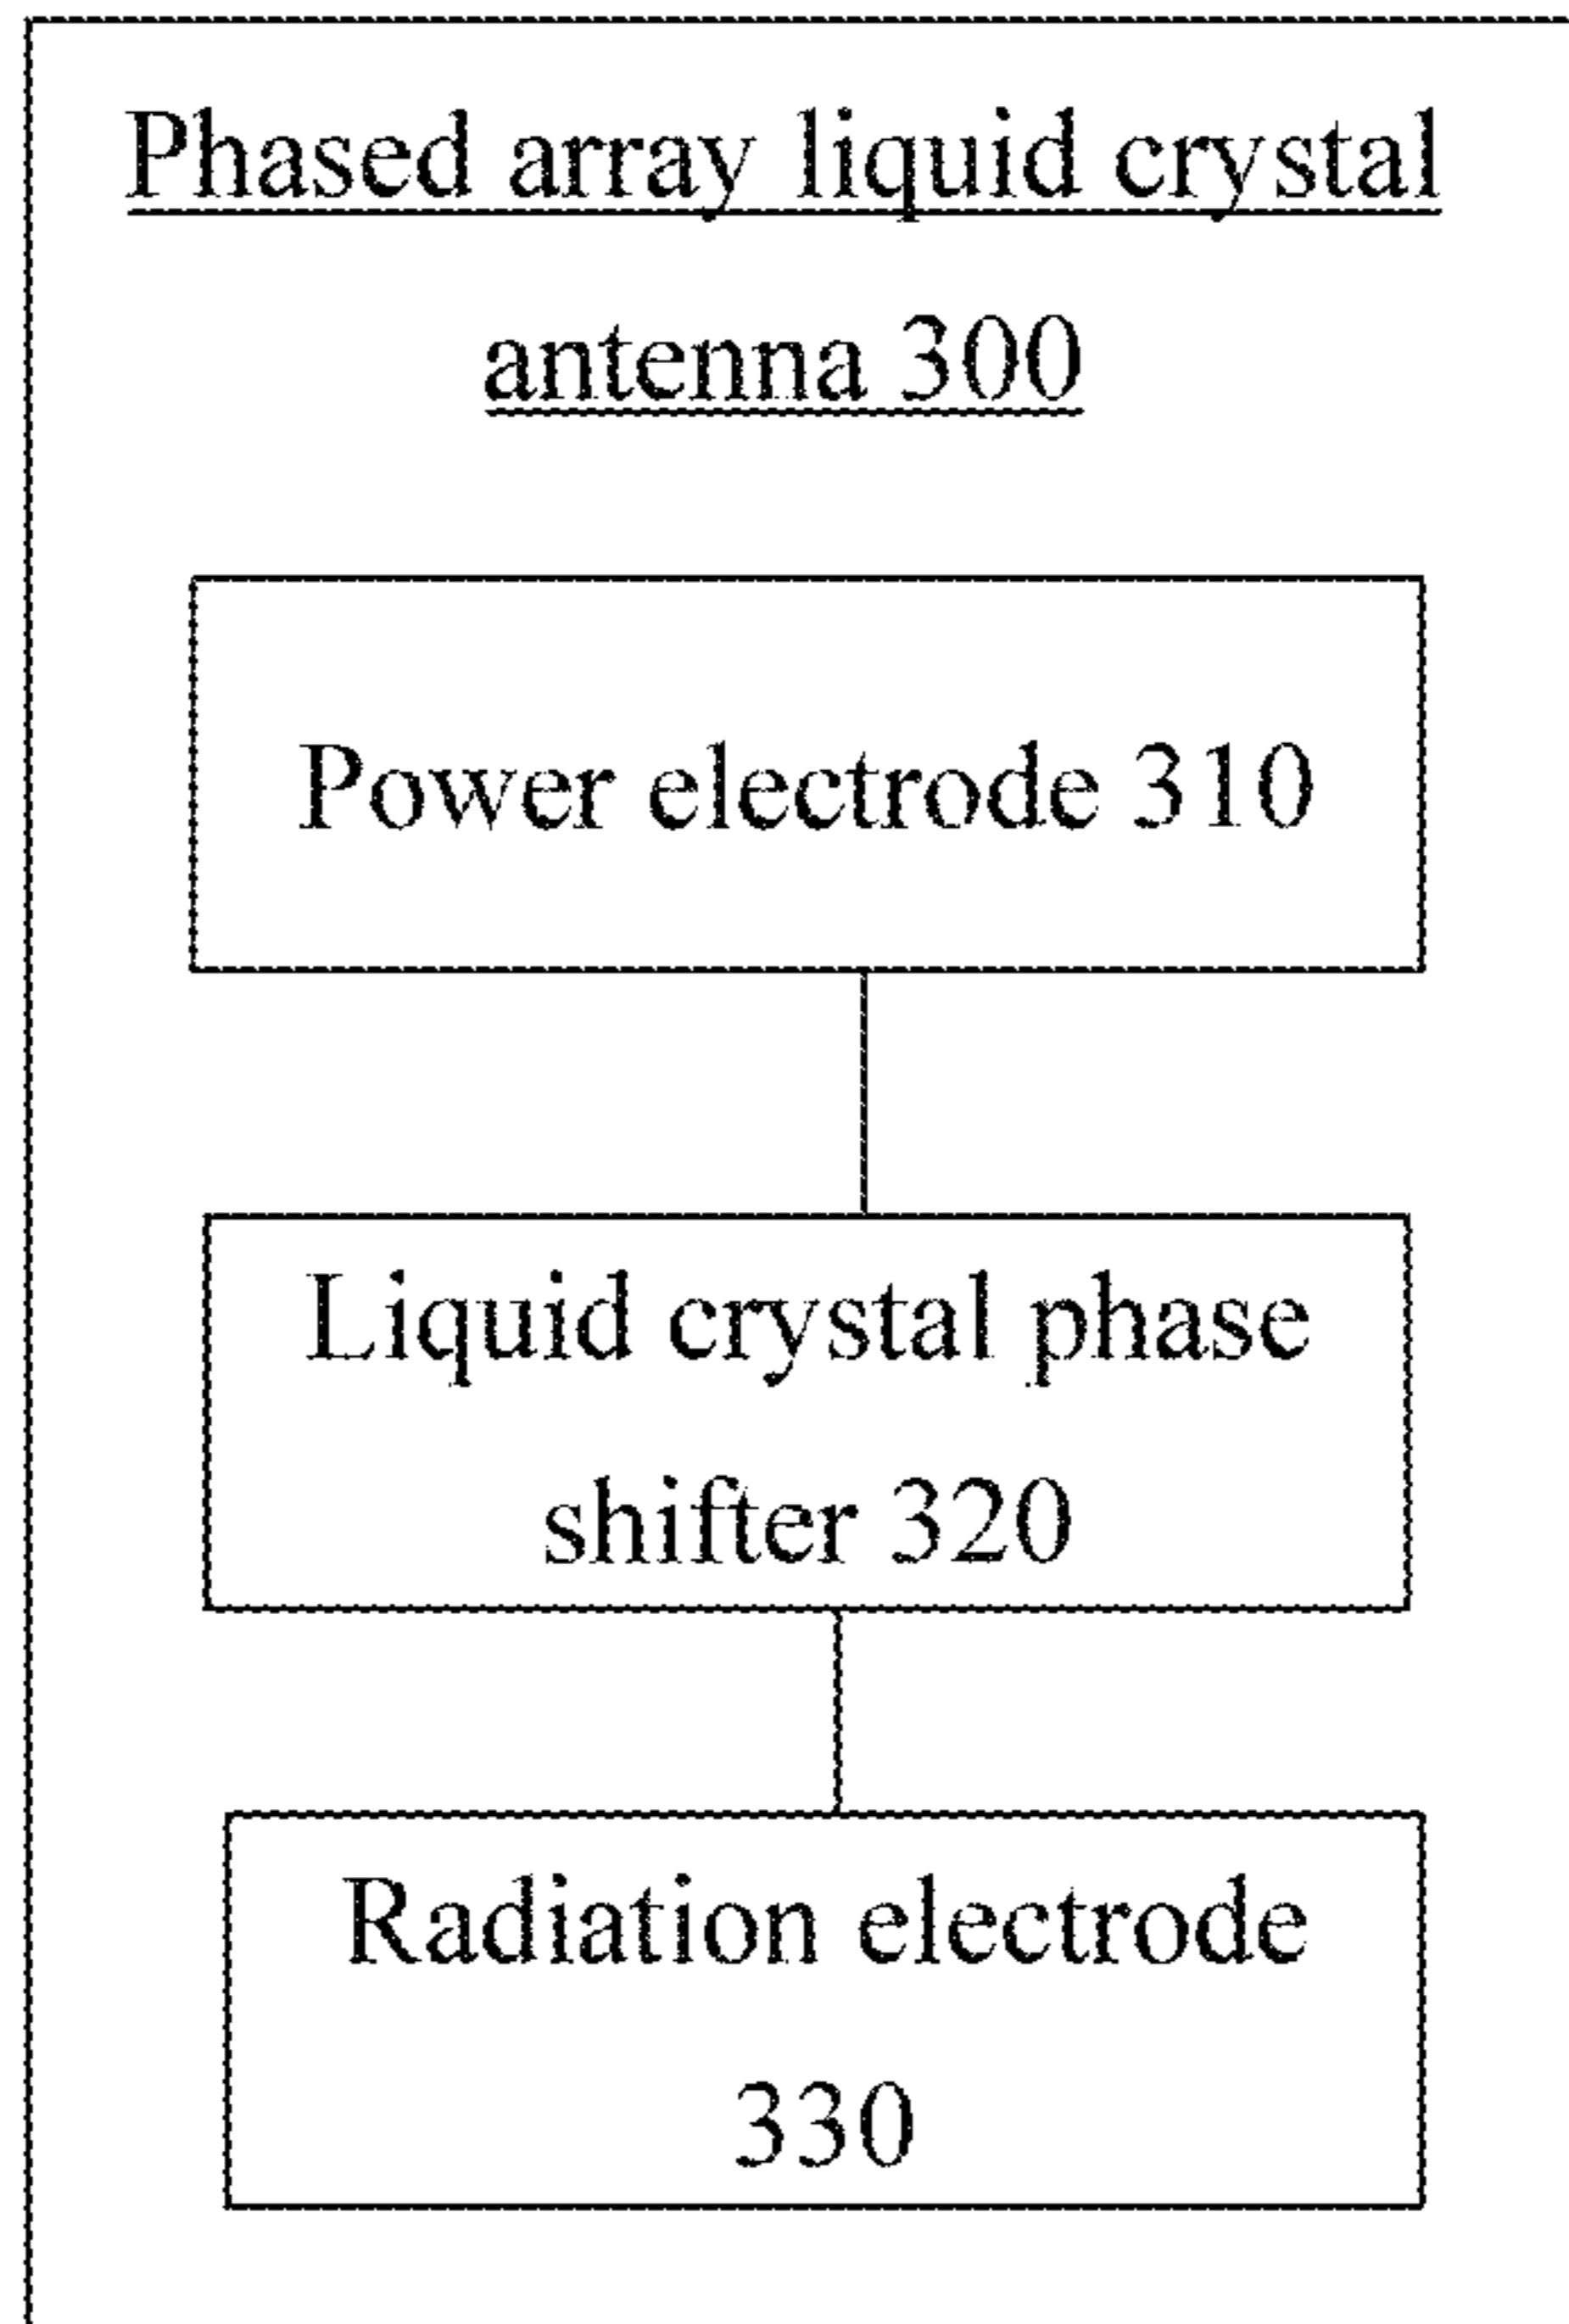 Phased array liquid crystal
antenna 300
Power electrode 310
Liquid crystal phase
shifter 320
Radiation electrode
330